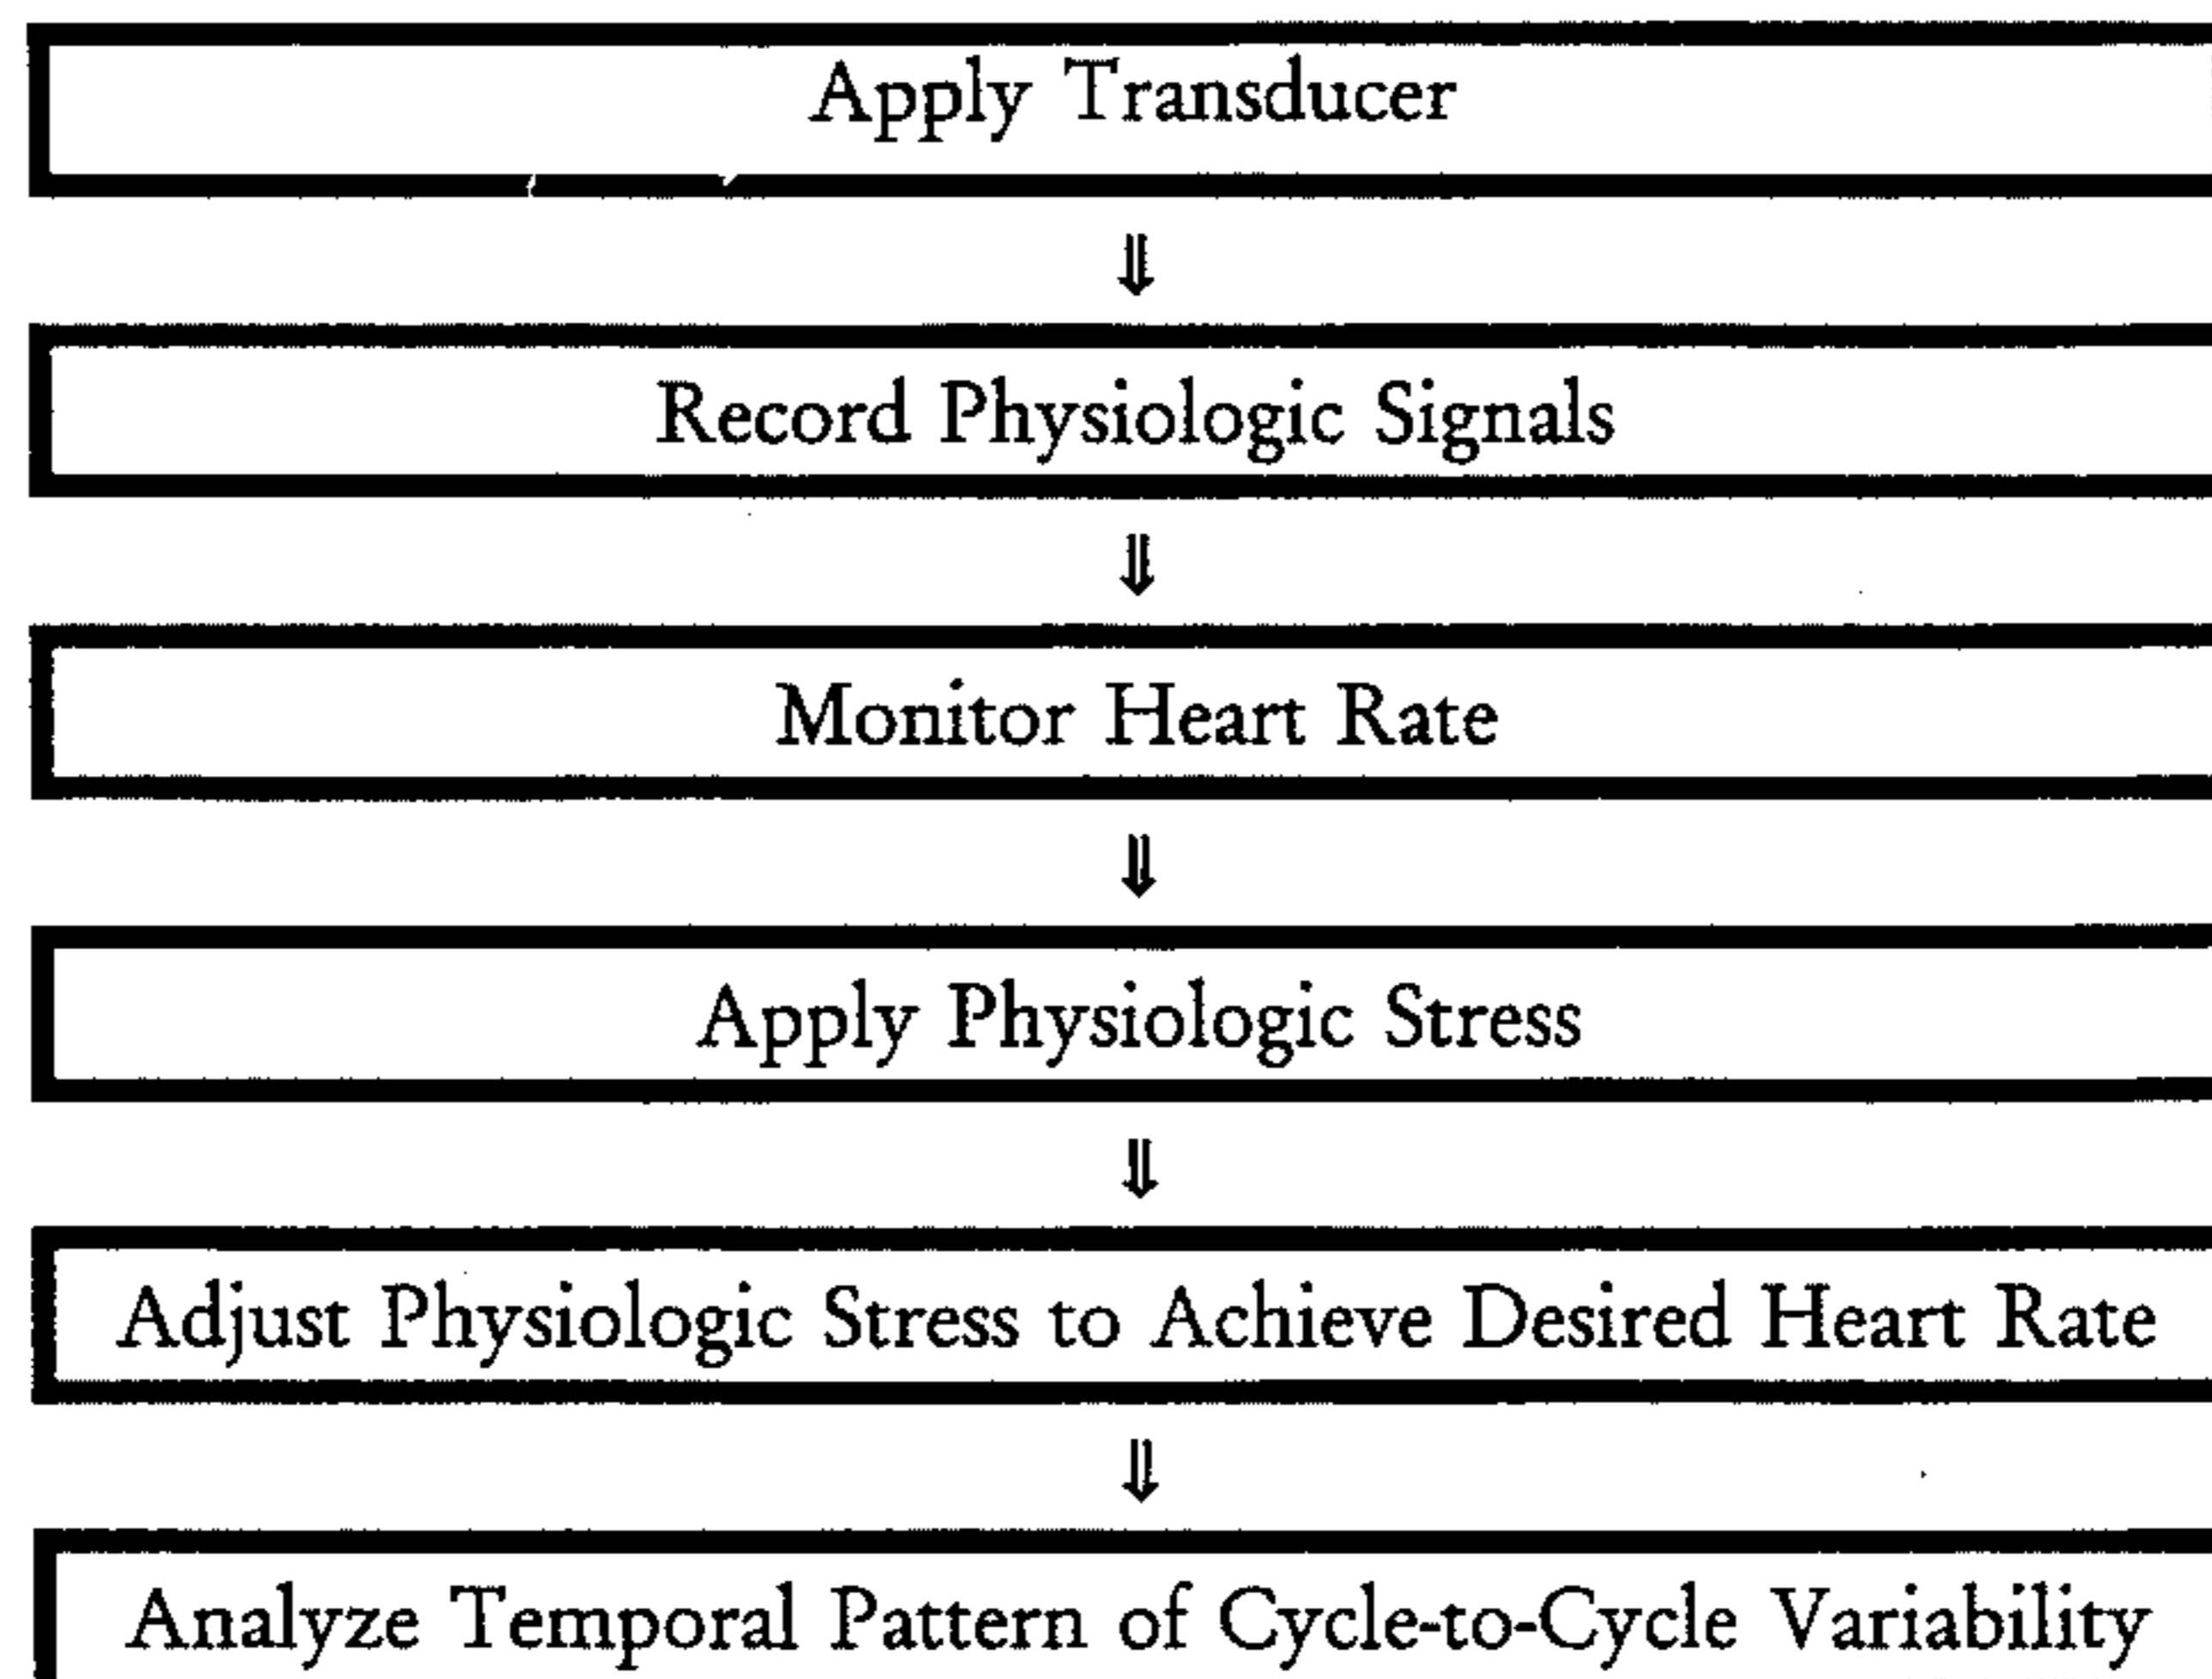 Apply Transducer
⇓
Record Physiologic Signals
⇓
Monitor Heart Rate
⇓
Apply Physiologic Stress
⇓
Adjust Physiologic Stress to Achieve Desired Heart Rate
⇓
Analyze Temporal Pattern of Cycle-to-Cycle Variability